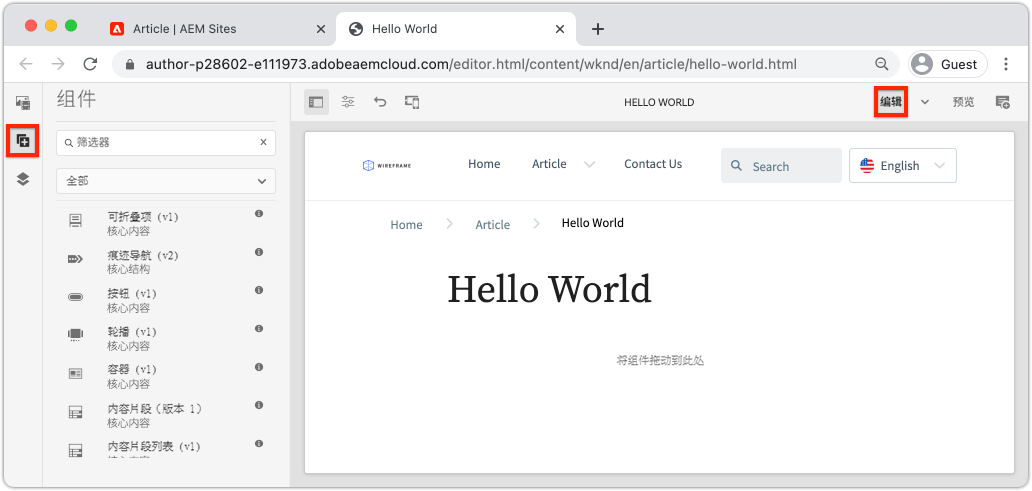 Article | AEM Sites
Hello World
author-p28602-e111973.adobeaemcloud.com/editor.html/content/wknd/en/article/hello-world.html
Guest
组件
HELLO WORLD
编辑
预览
筛选器
全部
可折叠项 (v1)
核心内容
痕迹导航 (v2)
核心结构
按钮 (v1)
核心内容
轮播 (v1)
核心内容
容器 (v1)
核心内容
内容片段（版本 1）
核心内容
内容片段列表 (v1)
WIREFRAME
Home
Article
Contact Us
Search
English
Home
Article
Hello World
Hello World
将组件拖动到此处